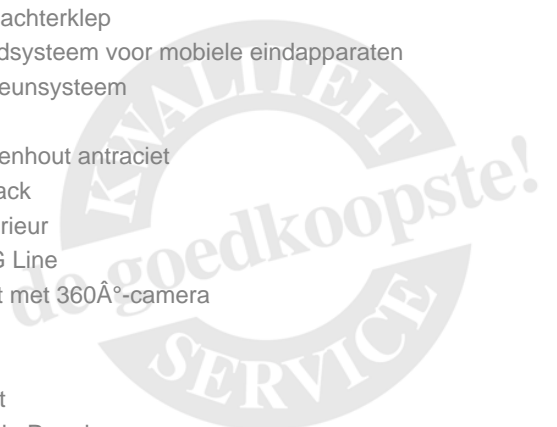 achterklep
dsysteem voor mobiele eindapparaten
eunsysteem
enhout antraciet
ack
rieur
G Line
t met 360Â°-camera
t
KWALITEIT
de goedkoopste!
SERVICE